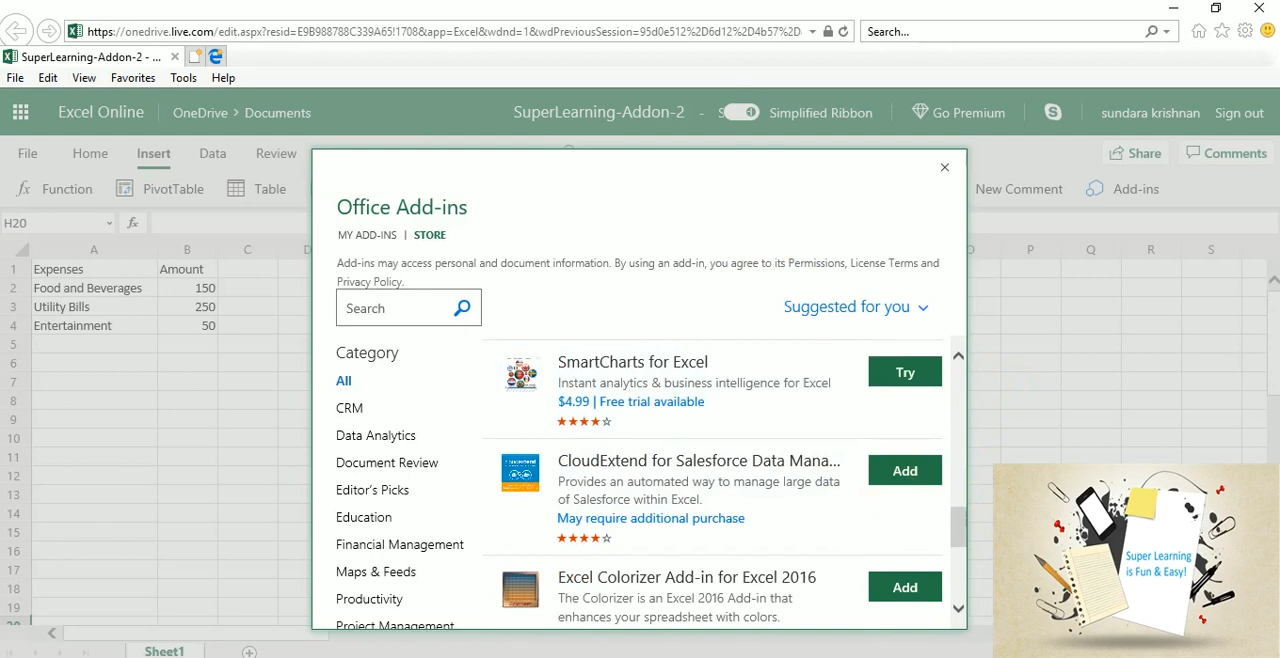 https://onedrive.live.com/edit.aspx?resid=E9B988788C339A65!1708&app=Excel&wdnd=1&wdPreviousSession=95d0e512%2D6d12%2D4b57%2D
Search...
SuperLearning-Addon-2 - ...
File Edit View Favorites Tools Help
Excel Online OneDrive > Documents SuperLearning-Addon-2 - S Simplified Ribbon Go Premium sundara krishnan Sign out
File Home Insert Data Review Share Comments
fx Function PivotTable Table New Comment Add-ins
H20 fx
A B C D P Q R S
1 Expenses Amount
2 Food and Beverages 150
3 Utility Bills 250
4 Entertainment 50
5
6
7
8
9
10
11
12
13
14
15
16
17
18
19
Sheet1
Office Add-ins
MY ADD-INS | STORE
Add-ins may access personal and document information. By using an add-in, you agree to its Permissions, License Terms and
Privacy Policy.
Search
Suggested for you
Category
All
CRM
Data Analytics
Document Review
Editor's Picks
Education
Financial Management
Maps & Feeds
Productivity
Project Management
SmartCharts for Excel
Instant analytics & business intelligence for Excel
$4.99 | Free trial available
Try
CloudExtend for Salesforce Data Mana...
Provides an automated way to manage large data
of Salesforce within Excel.
May require additional purchase
Add
Excel Colorizer Add-in for Excel 2016
The Colorizer is an Excel 2016 Add-in that
enhances your spreadsheet with colors.
Add
Super Learning
is Fun & Easy!